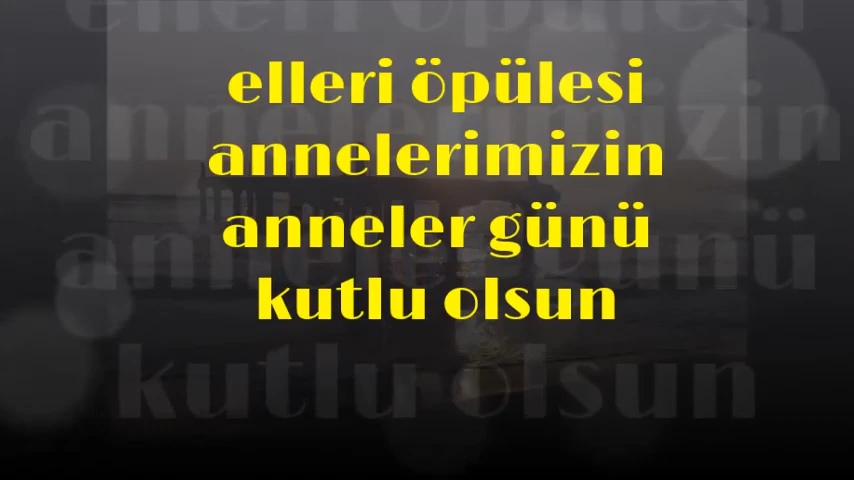 elleri öpülesi
annelerimizin
anneler günü
kutlu olsun